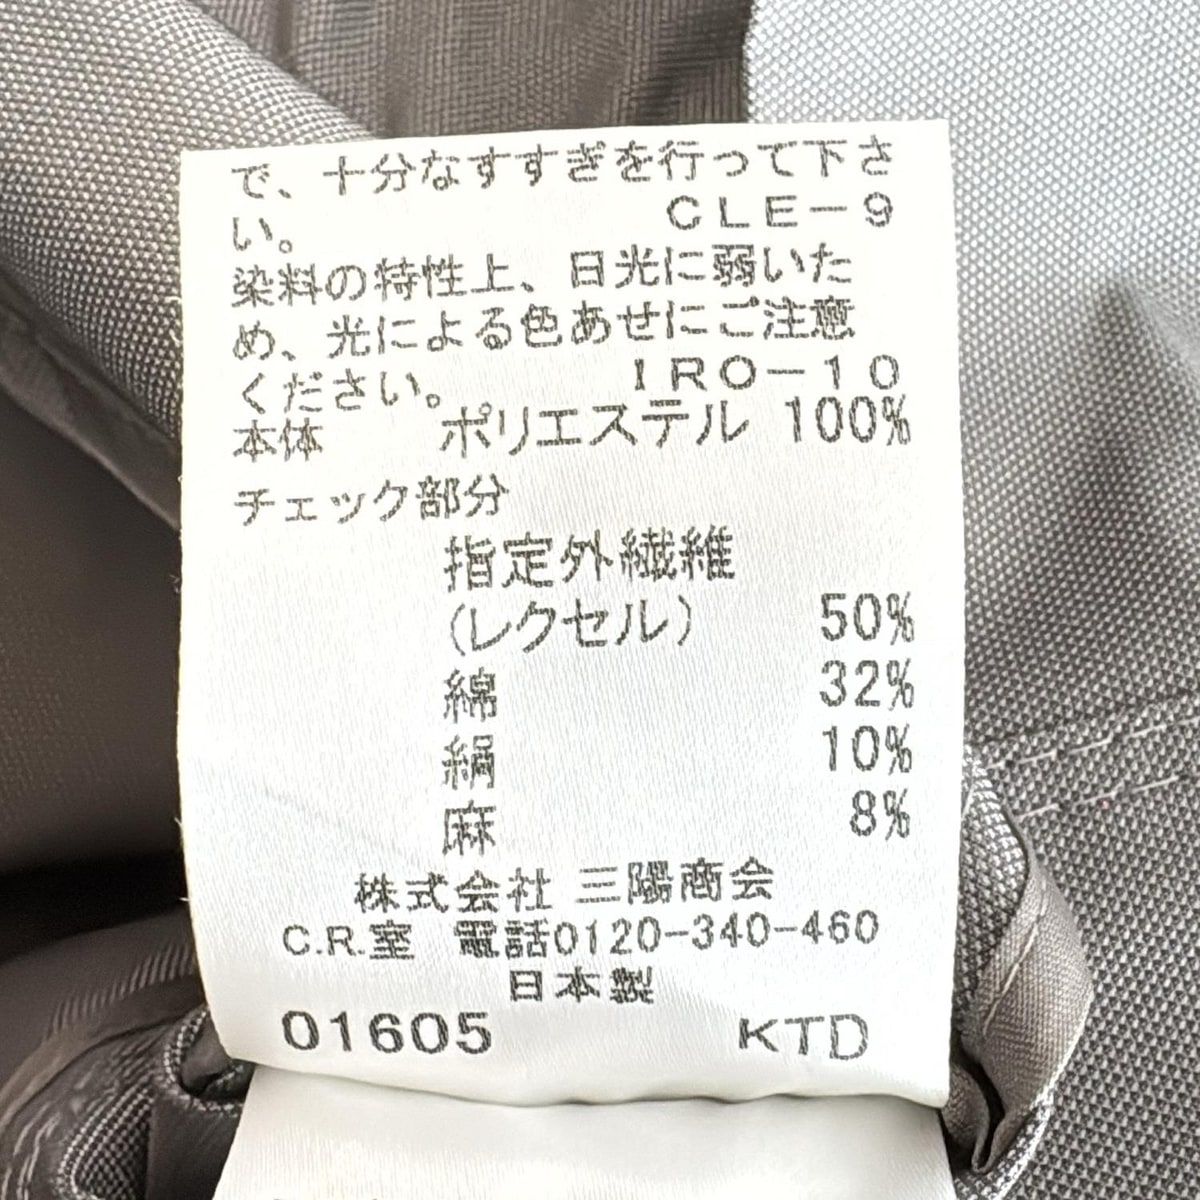 で、十分なすすぎを行って下さ
い。 CLE-9
染料の特性上、日光に弱いた
め、光による色あせにご注意
ください。 IRO-10
本体 ポリエステル 100%
チェック部分
指定外繊維
(レクセル) 50%
綿 32%
絹 10%
麻 8%
株式会社 三陽商会
C.R.室 電話0120-340-460
日本製
01605 KTD